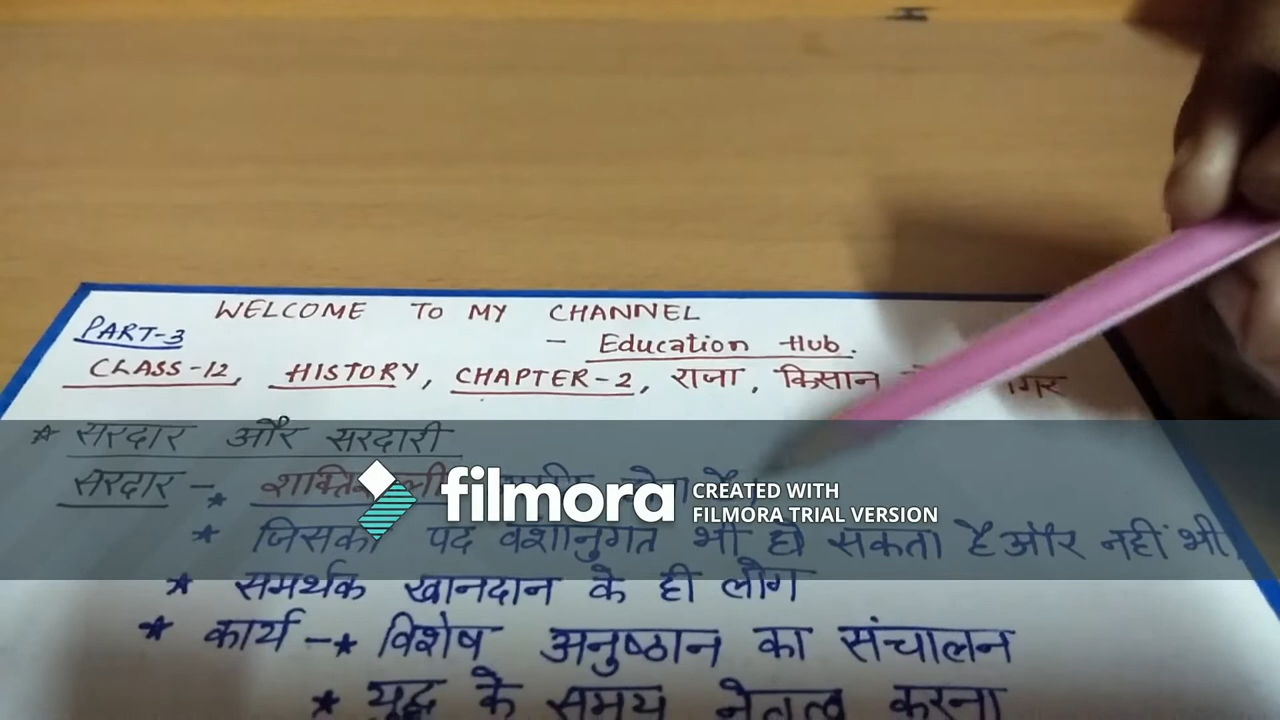 WELCOME TO MY CHANNEL
PART-3
- Education Hub.
CLASS-12, HISTORY, CHAPTER-2, राजा, किसान
* सरदार और सरदारी
सरदार -* 
* जिसका पद वंशानुगत भी हो सकता है और नहीं भी
* समर्थक खानदान के ही लोग
* कार्य -* विशेष अनुष्ठान का संचालन
* युद्ध के समय नेतृत्व करना
filmora
CREATED WITH
FILMORA TRIAL VERSION